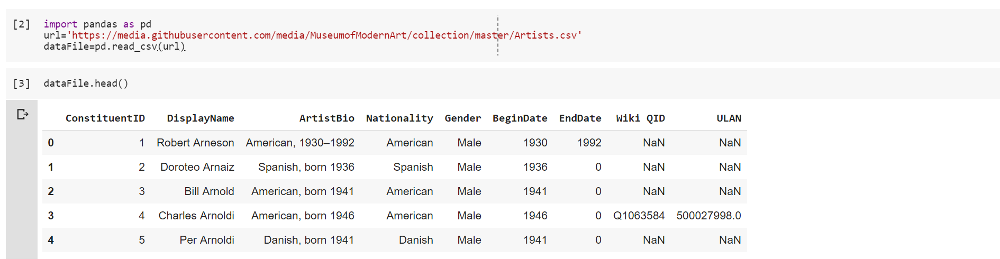 [2] import pandas as pd
url='https://media.githubusercontent.com/media/MuseumofModernArt/collection/master/Artists.csv'
dataFile=pd.read_csv(url)
[3] dataFile.head()
ConstituentID DisplayName ArtistBio Nationality Gender BeginDate EndDate Wiki QID ULAN
0 1 Robert Arneson American, 1930–1992 American Male 1930 1992 NaN NaN
1 2 Doroteo Arnaiz Spanish, born 1936 Spanish Male 1936 0 NaN NaN
2 3 Bill Arnold American, born 1941 American Male 1941 0 NaN NaN
3 4 Charles Arnoldi American, born 1946 American Male 1946 0 Q1063584 500027998.0
4 5 Per Arnoldi Danish, born 1941 Danish Male 1941 0 NaN NaN